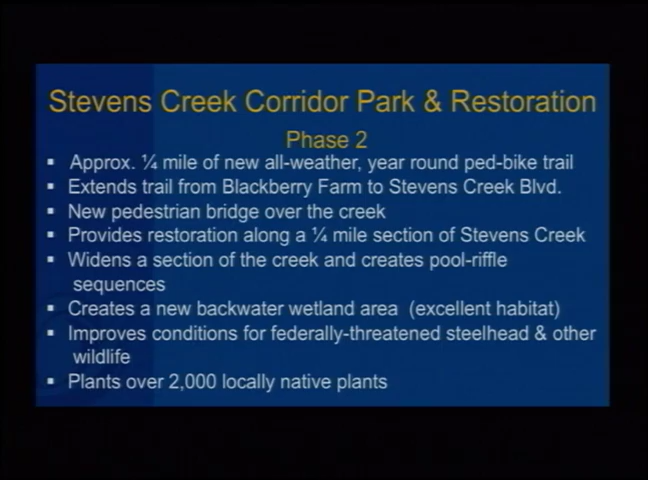 Stevens Creek Corridor Park & Restoration
Phase 2
▪ Approx. ¼ mile of new all-weather, year round ped-bike trail
▪ Extends trail from Blackberry Farm to Stevens Creek Blvd.
▪ New pedestrian bridge over the creek
▪ Provides restoration along a ¼ mile section of Stevens Creek
▪ Widens a section of the creek and creates pool-riffle
sequences
▪ Creates a new backwater wetland area (excellent habitat)
▪ Improves conditions for federally-threatened steelhead & other
wildlife
▪ Plants over 2,000 locally native plants